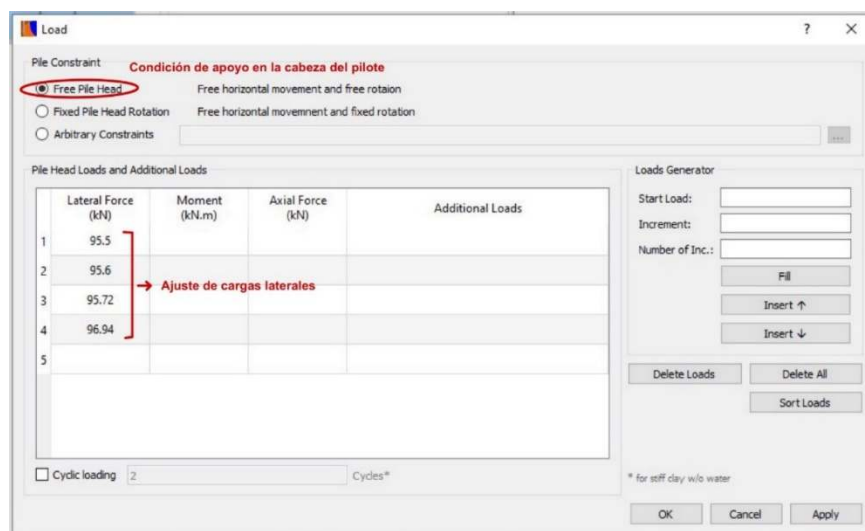 Load
? ×
Pile Constraint
Condición de apoyo en la cabeza del pilote
Free Pile Head Free horizontal movement and free rotaion
Fixed Pile Head Rotation Free horizontal movemnent and fixed rotation
Arbitrary Constraints ...
Pile Head Loads and Additional Loads
Lateral Force (kN) Moment (kN.m) Axial Force (kN) Additional Loads
1 95.5
2 95.6
3 95.72
4 96.94
5
→ Ajuste de cargas laterales
Cyclic loading 2 Cycles*
Loads Generator
Start Load:
Increment:
Number of Inc.:
Fill
Insert ↑
Insert ↓
Delete Loads Delete All
Sort Loads
* for stiff clay w/o water
OK Cancel Apply